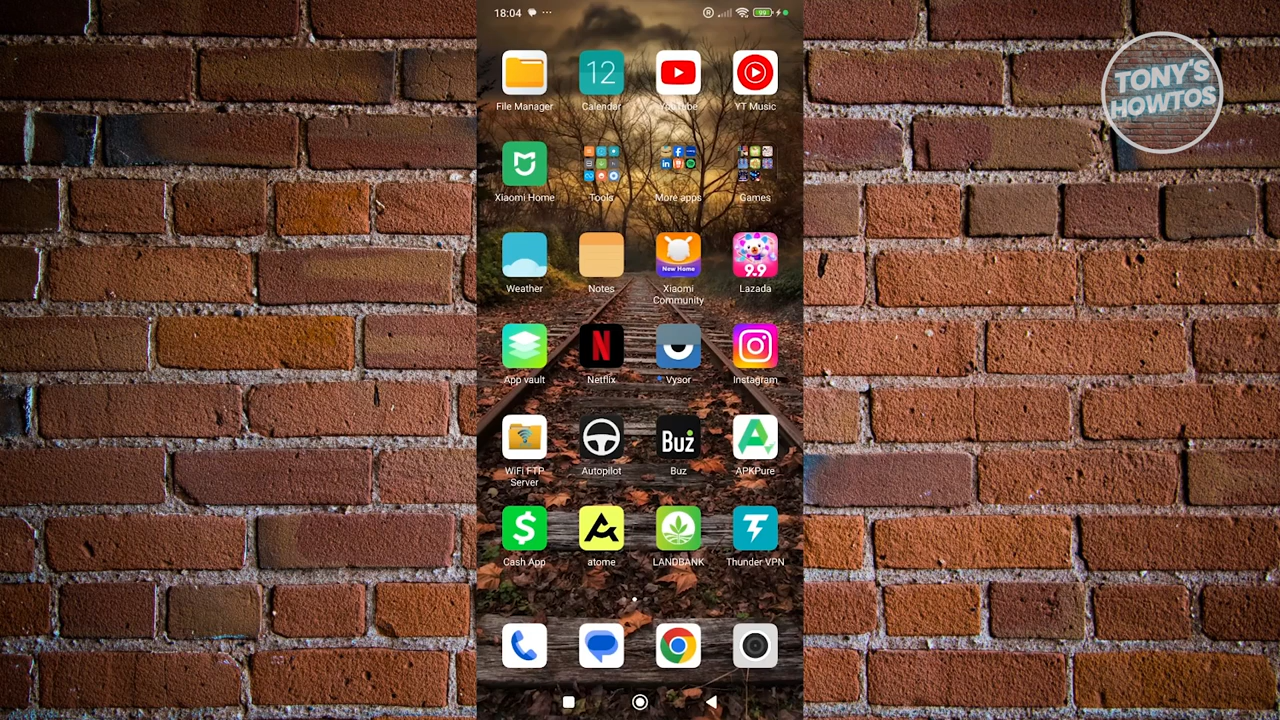 18:04
99
TONY'S
HOWTOS
12
File Manager
Calendar
YouTube
YT Music
Xiaomi Home
Tools
More apps
Games
New Home
9.9
Weather
Notes
Xiaomi
Community
Lazada
N
App vault
Netflix
Vysor
Instagram
Buz
WiFi FTP
Server
Autopilot
Buz
APKPure
$
Cash App
atome
LANDBANK
Thunder VPN